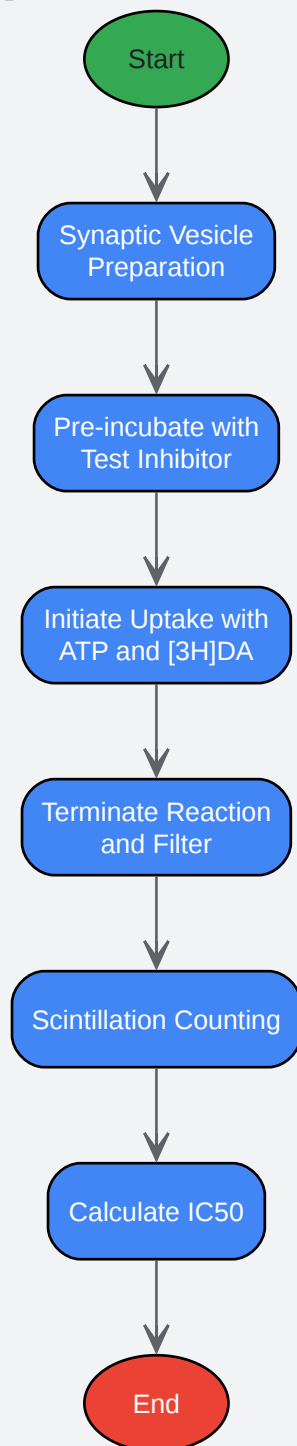 Start
Synaptic Vesicle
Preparation
Pre-incubate with
Test Inhibitor
Initiate Uptake with
ATP and [3H]DA
Terminate Reaction
and Filter
Scintillation Counting
Calculate IC50
End